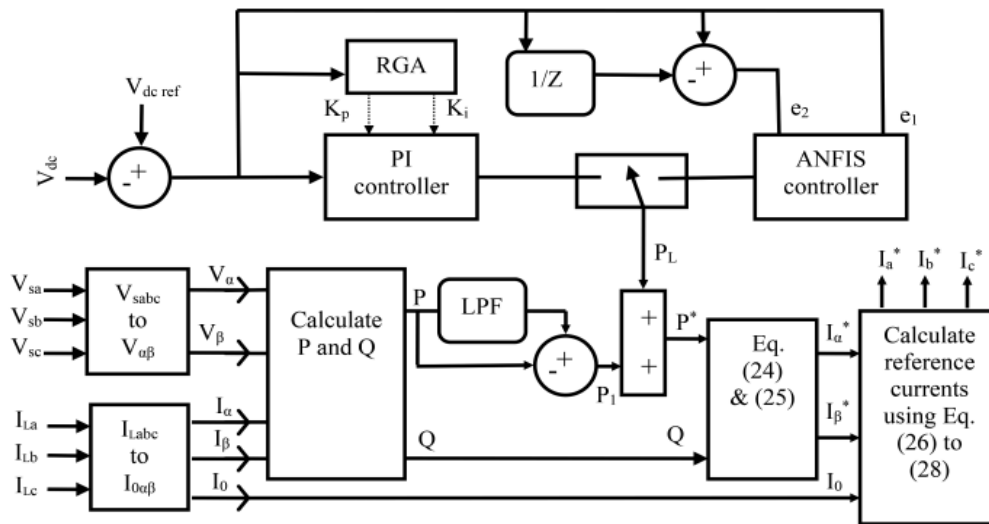 RGA
1/Z
- +
K_p
K_i
e_2
e_1
V_dc ref
V_dc
- +
PI
controller
ANFIS
controller
P_L
I_a*
I_b*
I_c*
V_sa
V_sb
V_sc
V_sabc
to
V_αβ
V_α
V_β
Calculate
P and Q
P
LPF
- +
P_1
+
+
P*
Eq.
(24)
& (25)
I_α*
I_β*
Calculate
reference
currents
using Eq.
(26) to
(28)
I_La
I_Lb
I_Lc
I_Labc
to
I_0αβ
I_α
I_β
I_0
Q
Q
I_0